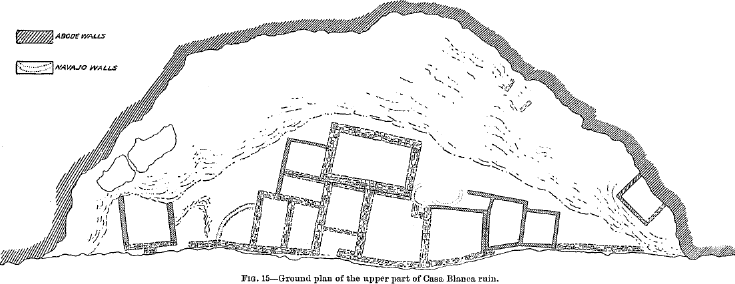 ABODE WALLS
NAVAJO WALLS
FIG. 15—Ground plan of the upper part of Casa Blanca ruin.